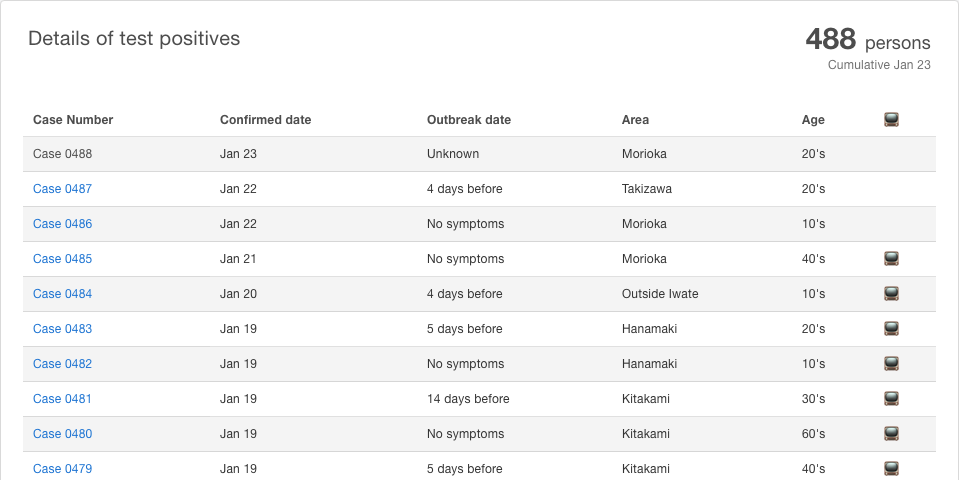 Details of test positives
488 persons
Cumulative Jan 23
Case Number Confirmed date Outbreak date Area Age
Case 0488 Jan 23 Unknown Morioka 20's
Case 0487 Jan 22 4 days before Takizawa 20's
Case 0486 Jan 22 No symptoms Morioka 10's
Case 0485 Jan 21 No symptoms Morioka 40's
Case 0484 Jan 20 4 days before Outside Iwate 10's
Case 0483 Jan 19 5 days before Hanamaki 20's
Case 0482 Jan 19 No symptoms Hanamaki 10's
Case 0481 Jan 19 14 days before Kitakami 30's
Case 0480 Jan 19 No symptoms Kitakami 60's
Case 0479 Jan 19 5 days before Kitakami 40's